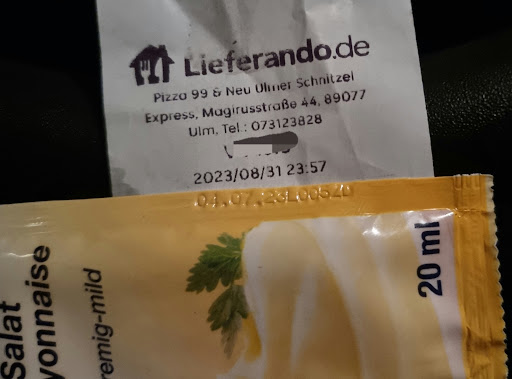 Lieferando.de
Pizza 99 & Neu Ulmer Schnitzel
Express, Magirusstraße 44, 89077
Ulm, Tel.: 073123828
2023/08/31 23:57
20 ml
Salat
yonnaise
remig-mild